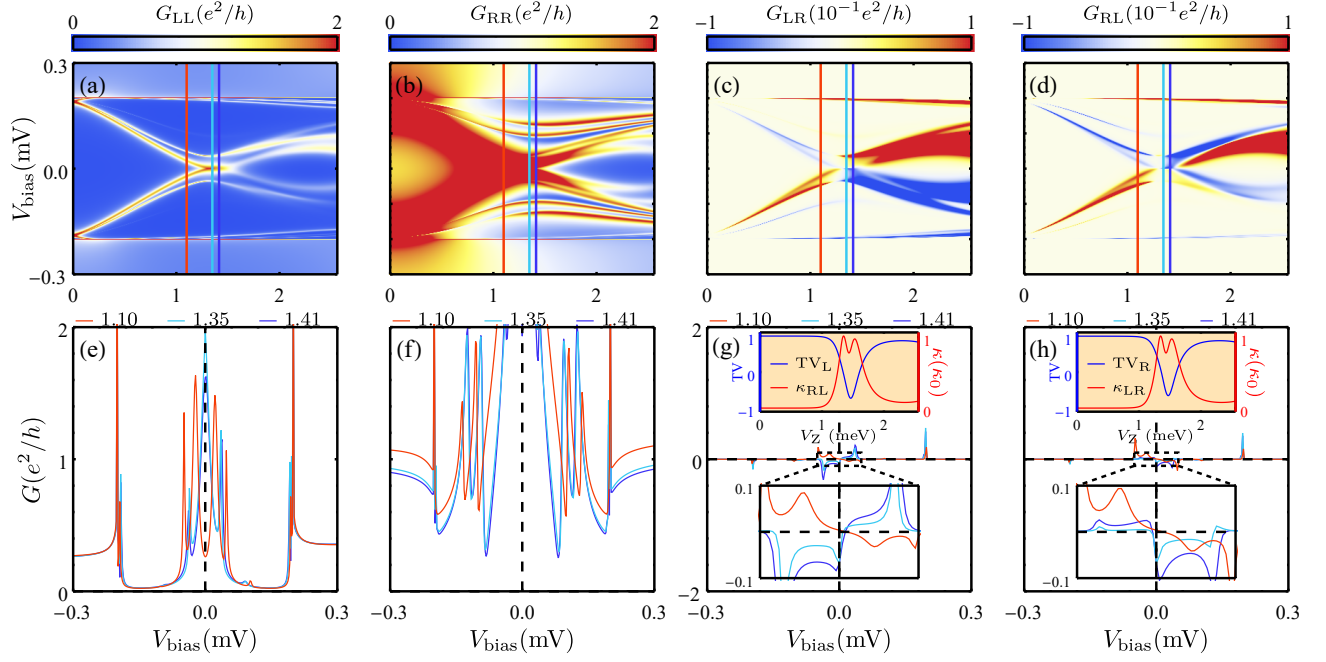 G_LL(e²/h) G_RR(e²/h) G_LR(10⁻¹e²/h) G_RL(10⁻¹e²/h)
0 2 0 2 −1 1 −1 1
0.3 (a) (b) (c) (d)
V_bias(mV)
0.0
−0.3
0 1 2 0 1 2 0 1 2 0 1 2
1.10 1.35 1.41 1.10 1.35 1.41 1.10 1.35 1.41 1.10 1.35 1.41
2 (e) (f) 2 (g) (h)
1 TV_L 1 1 TV_R 1
TV 0 κ(κ₀) TV 0 κ(κ₀)
κ_RL κ_LR
−1 0 −1 0
0 2 0 2
V_Z (meV) V_Z (meV)
G(e²/h)
1 0 0
0.1 0.1
−0.1 −0.1
0 −2
−0.3 0.0 0.3 −0.3 0.0 0.3 −0.3 0.0 0.3 −0.3 0.0 0.3
V_bias(mV) V_bias(mV) V_bias(mV) V_bias(mV)